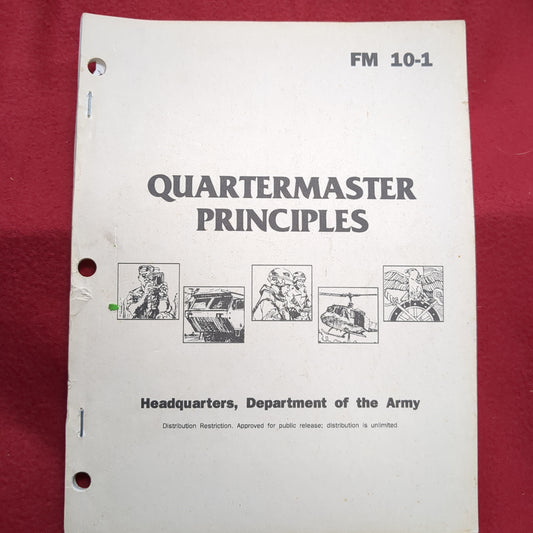 FM 10-1
QUARTERMASTER
PRINCIPLES
Headquarters, Department of the Army
Distribution Restriction. Approved for public release; distribution is unlimited